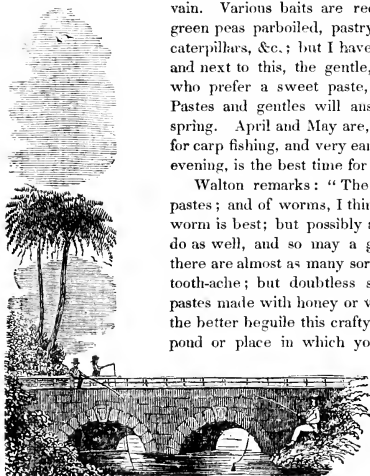 vain. Various baits are re
green peas parboiled, pastry
caterpillars, &c.; but I have
and next to this, the gentle,
who prefer a sweet paste,
Pastes and gentles will ans
spring. April and May are,
for carp fishing, and very ear
evening, is the best time for
Walton remarks: “ The
pastes; and of worms, I thin
worm is best; but possibly a
do as well, and so may a g
there are almost as many sor
tooth-ache; but doubtless s
pastes made with honey or
the better beguile this crafty
pond or place in which yo